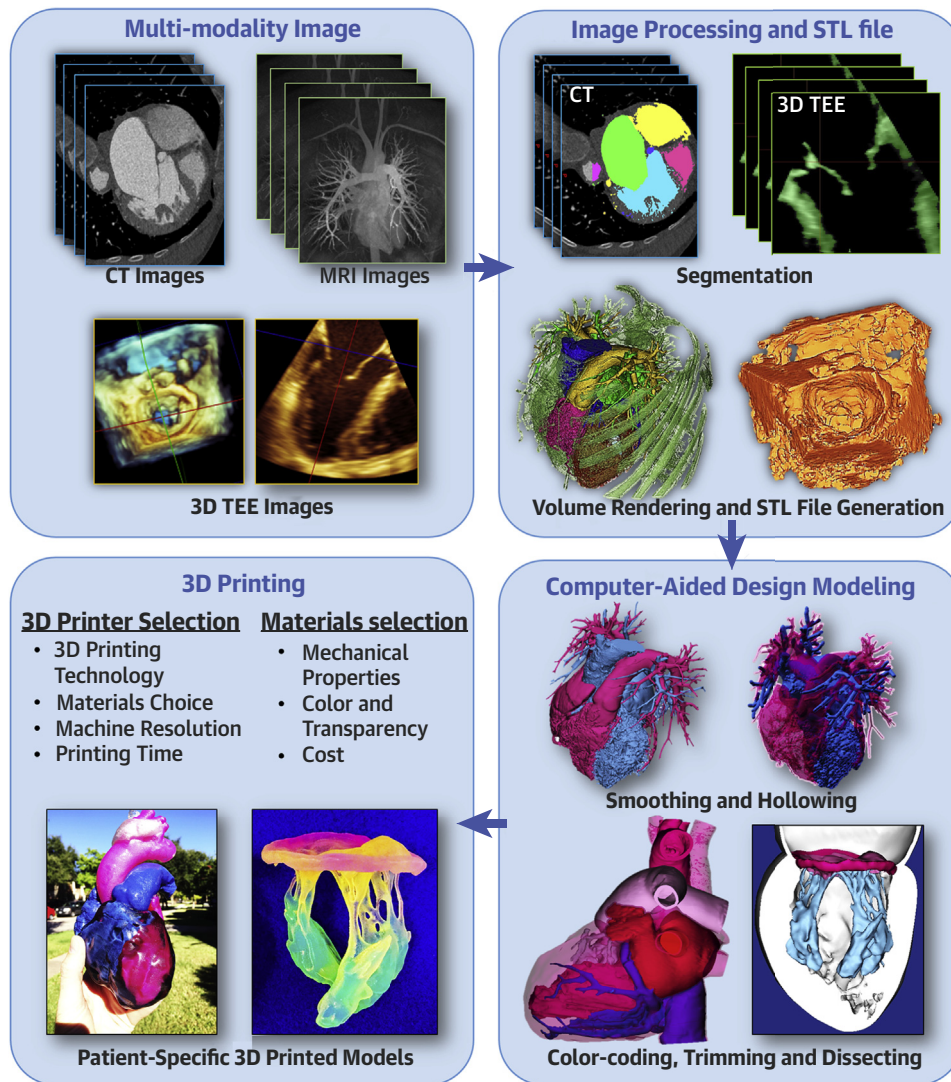 Multi-modality Image
CT Images
MRI Images
3D TEE Images
Image Processing and STL file
CT
3D TEE
Segmentation
Volume Rendering and STL File Generation
Computer-Aided Design Modeling
Smoothing and Hollowing
Color-coding, Trimming and Dissecting
3D Printing
3D Printer Selection
• 3D Printing
Technology
• Materials Choice
• Machine Resolution
• Printing Time
Materials selection
• Mechanical
Properties
• Color and
Transparency
• Cost
Patient-Specific 3D Printed Models